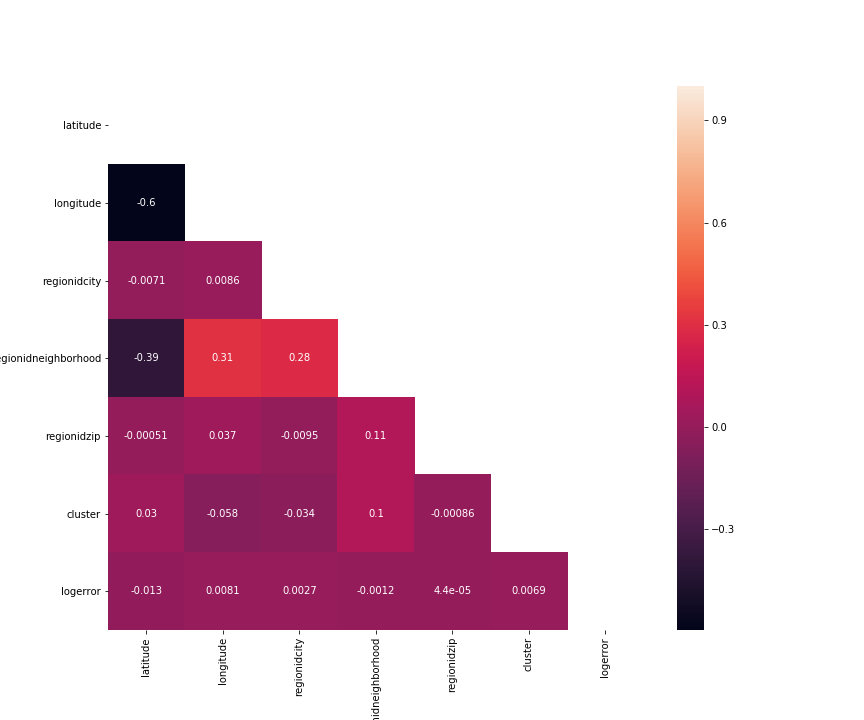 0.9
latitude
longitude -0.6
0.6
regionidcity -0.0071 0.0086
0.3
egionidneighborhood -0.39 0.31 0.28
0.0
regionidzip -0.00051 0.037 -0.0095 0.11
cluster 0.03 -0.058 -0.034 0.1 -0.00086
−0.3
logerror -0.013 0.0081 0.0027 -0.0012 4.4e-05 0.0069
latitude
longitude
regionidcity
nidneighborhood
regionidzip
cluster
logerror